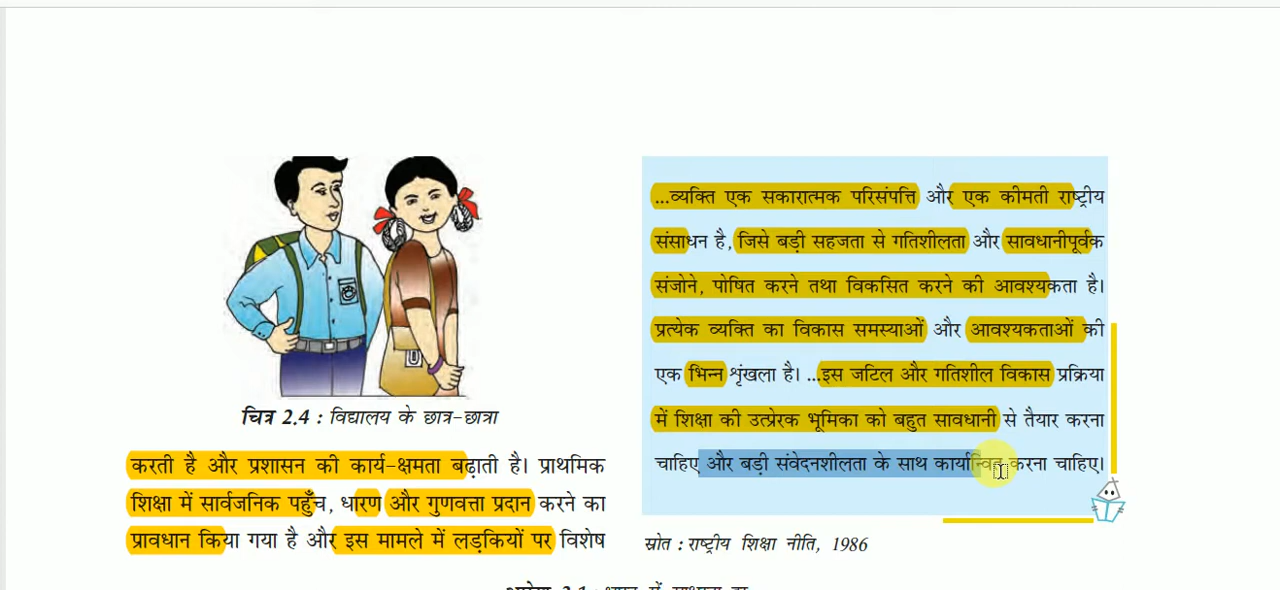 चित्र 2.4 : विद्यालय के छात्र-छात्रा
करती है और प्रशासन की कार्य-क्षमता बढ़ाती है। प्राथमिक
शिक्षा में सार्वजनिक पहुँच, धारण और गुणवत्ता प्रदान करने का
प्रावधान किया गया है और इस मामले में लड़कियों पर विशेष
...व्यक्ति एक सकारात्मक परिसंपत्ति और एक कीमती राष्ट्रीय
संसाधन है, जिसे बड़ी सहजता से गतिशीलता और सावधानीपूर्वक
संजोने, पोषित करने तथा विकसित करने की आवश्यकता है।
प्रत्येक व्यक्ति का विकास समस्याओं और आवश्यकताओं की
एक भिन्न शृंखला है। ...इस जटिल और गतिशील विकास प्रक्रिया
में शिक्षा की उत्प्रेरक भूमिका को बहुत सावधानी से तैयार करना
चाहिए और बड़ी संवेदनशीलता के साथ कार्यान्वित करना चाहिए।
स्रोत : राष्ट्रीय शिक्षा नीति, 1986